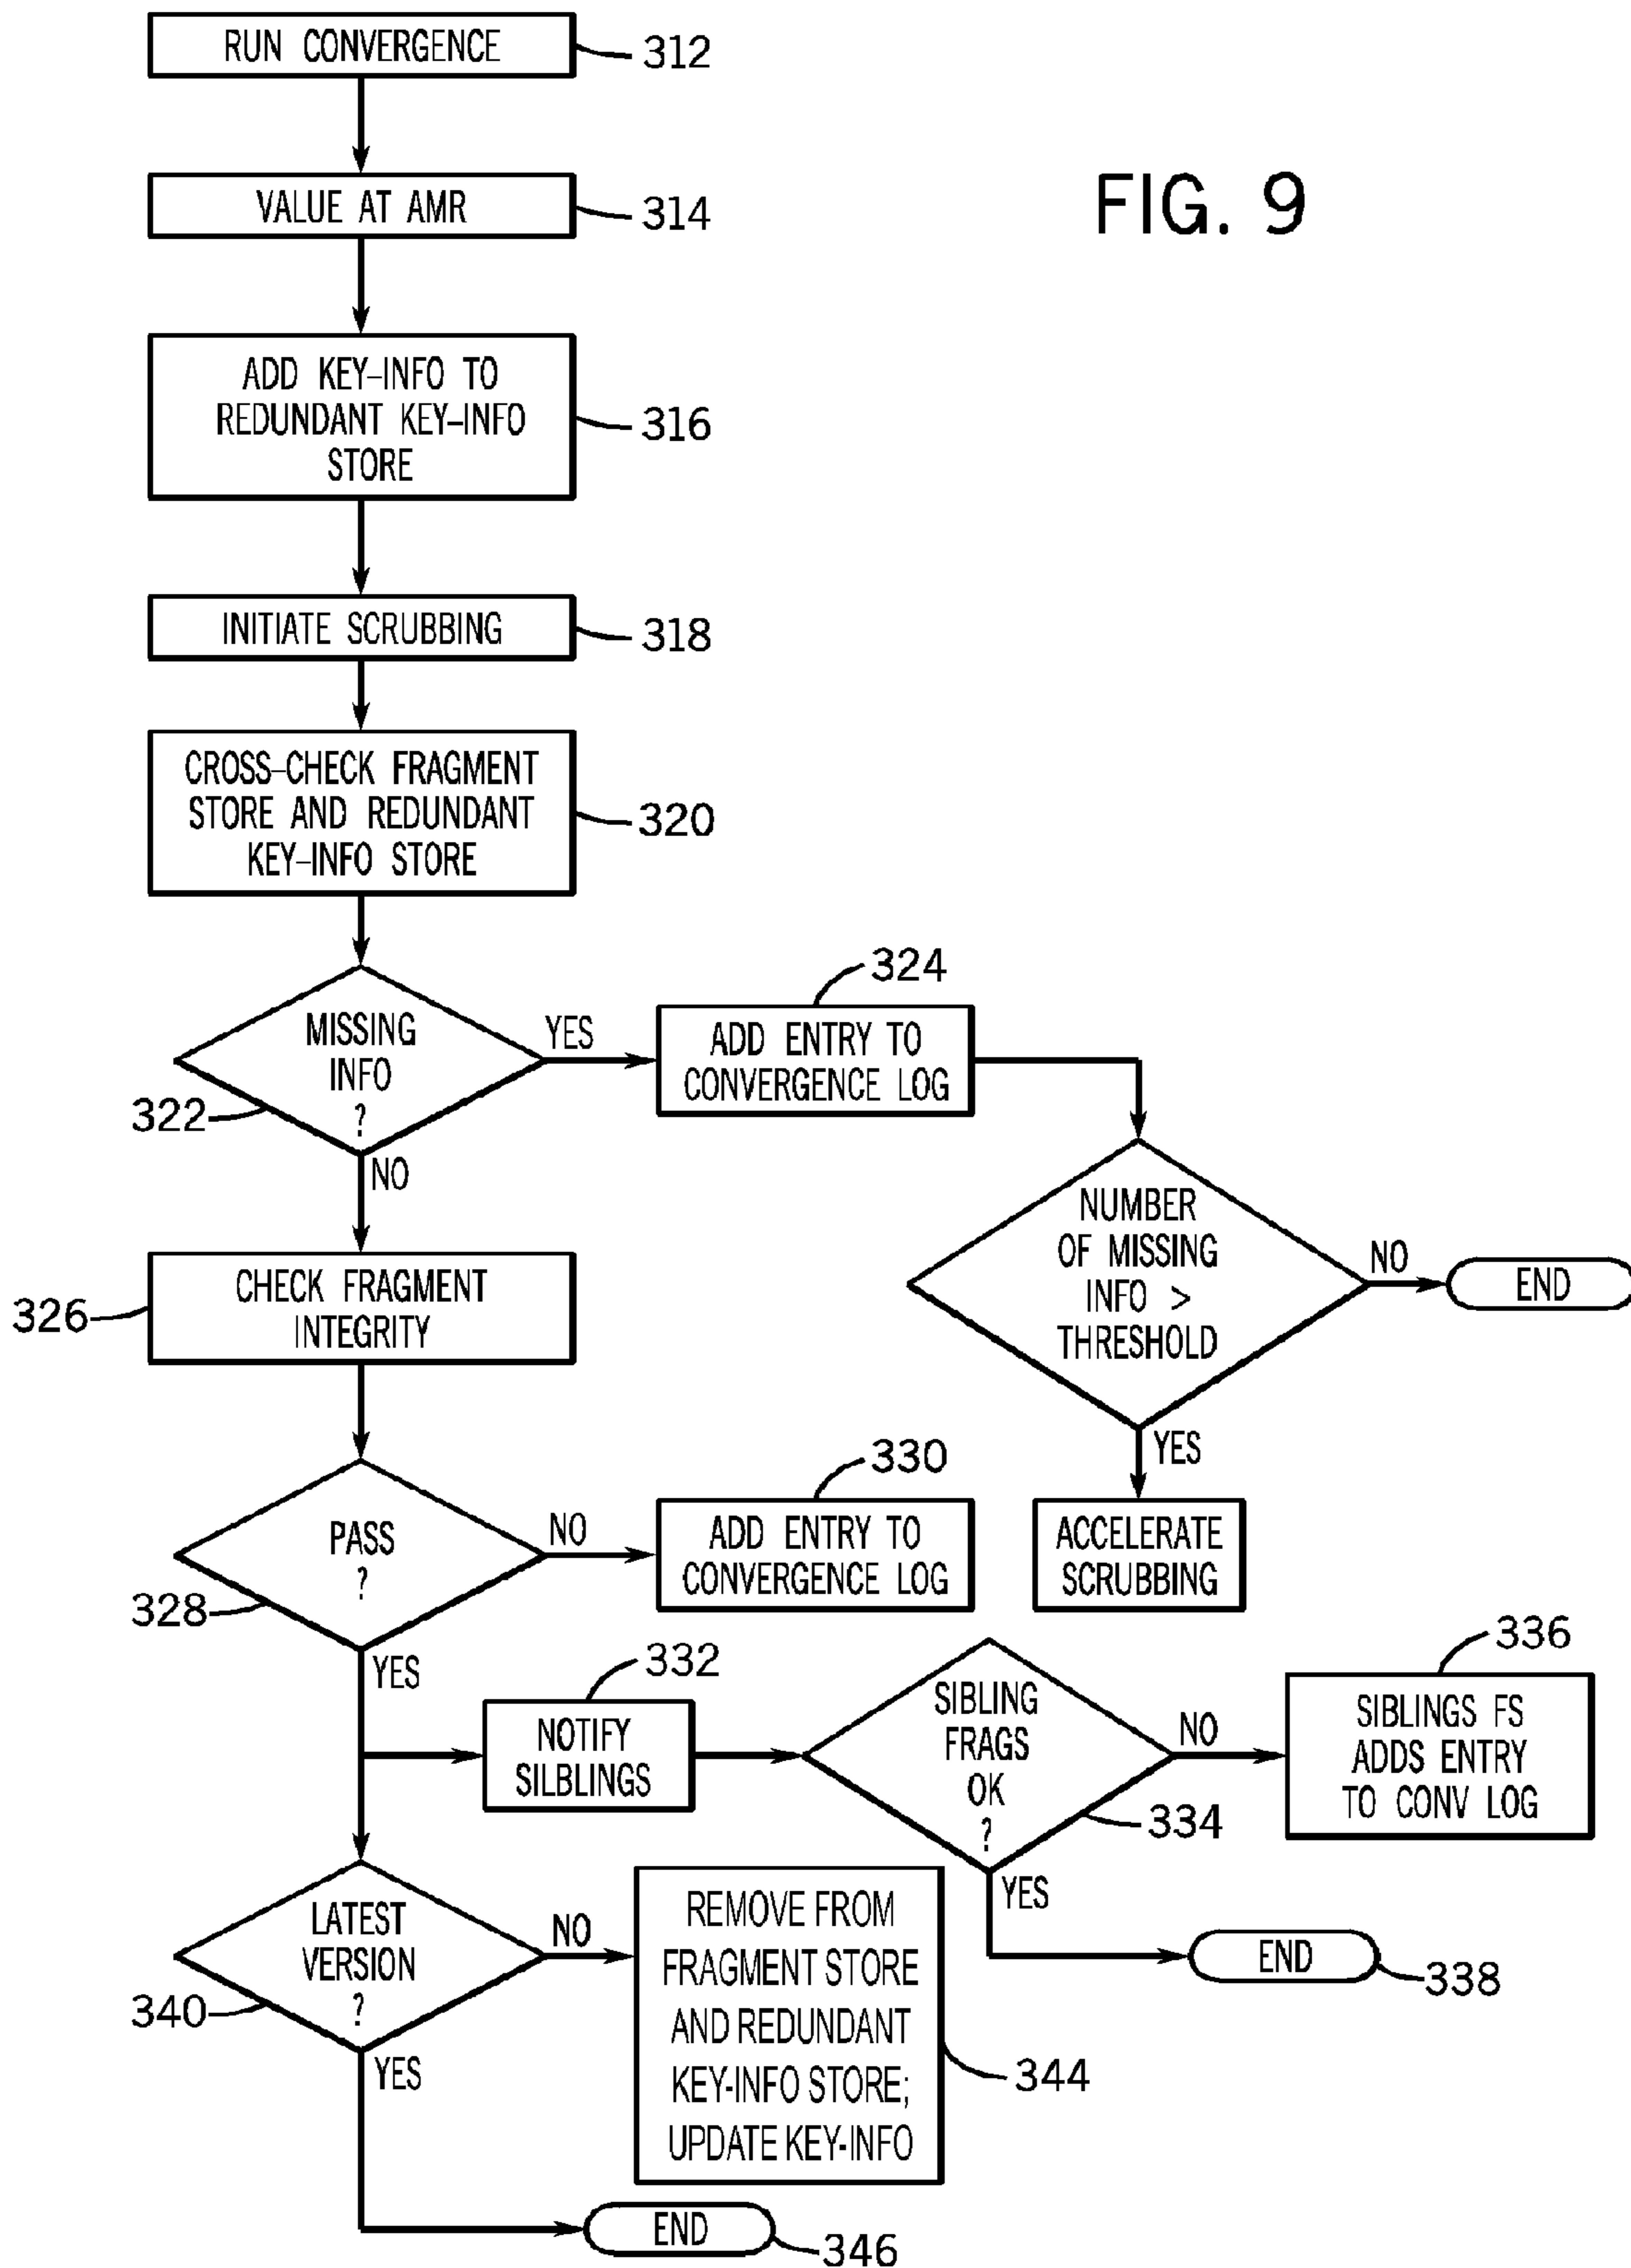 RUN CONVERGENCE
312
FIG. 9
VALUE AT AMR
314
ADD KEY-INFO TO
REDUNDANT KEY-INFO
STORE
316
INITIATE SCRUBBING
318
CROSS-CHECK FRAGMENT
STORE AND REDUNDANT
KEY-INFO STORE
320
MISSING
INFO
?
322
YES
NO
324
ADD ENTRY TO
CONVERGENCE LOG
NUMBER
OF MISSING
INFO >
THRESHOLD
NO
END
YES
ACCELERATE
SCRUBBING
326
CHECK FRAGMENT
INTEGRITY
PASS
?
328
NO
YES
330
ADD ENTRY TO
CONVERGENCE LOG
332
NOTIFY
SILBLINGS
SIBLING
FRAGS
OK
?
334
NO
YES
336
SIBLINGS FS
ADDS ENTRY
TO CONV LOG
END
338
LATEST
VERSION
?
340
NO
YES
REMOVE FROM
FRAGMENT STORE
AND REDUNDANT
KEY-INFO STORE;
UPDATE KEY-INFO
344
END
346